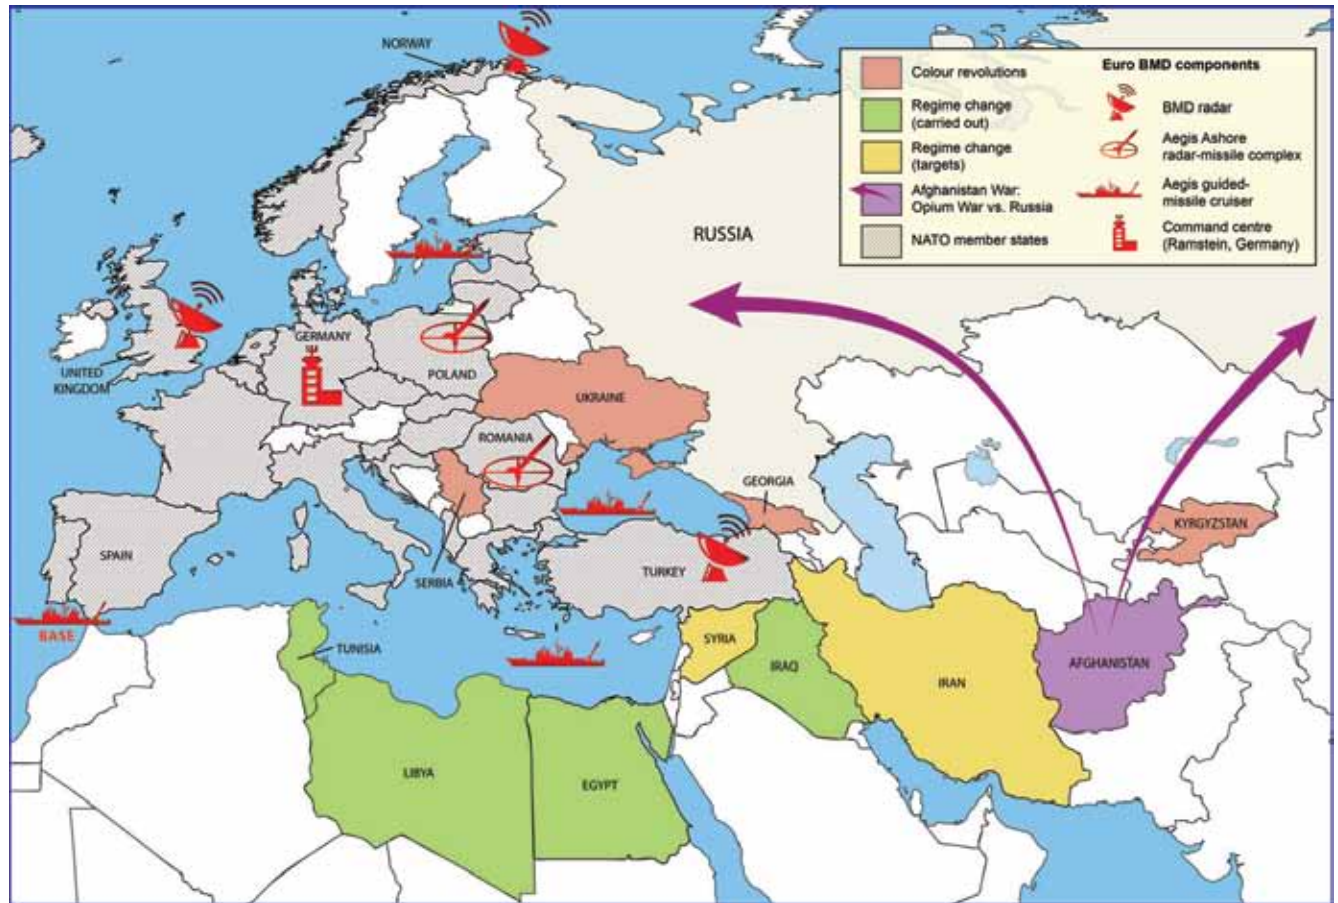 NORWAY
Colour revolutions
Regime change
(carried out)
Regime change
(targets)
Afghanistan War:
Opium War vs. Russia
NATO member states
Euro BMD components
BMD radar
Aegis Ashore
radar-missile complex
Aegis guided-
missile cruiser
Command centre
(Ramstein, Germany)
RUSSIA
GERMANY
UNITED
KINGDOM
POLAND
UKRAINE
ROMANIA
GEORGIA
KYRGYZSTAN
SPAIN
SERBIA
TURKEY
BASE
TUNISIA
SYRIA
IRAQ
IRAN
AFGHANISTAN
LIBYA
EGYPT